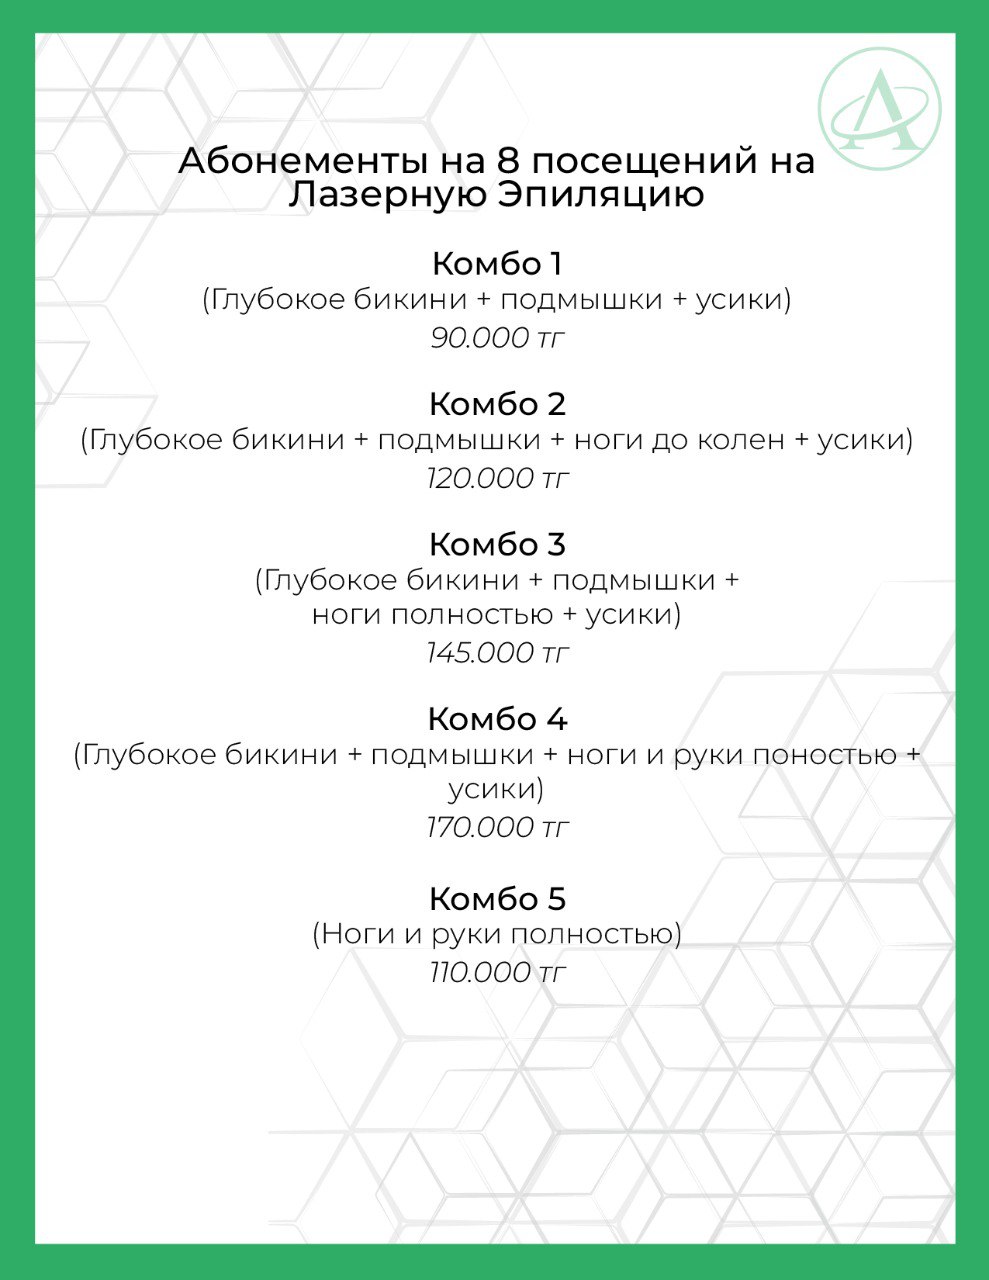 Абонементы на 8 посещений на
Лазерную Эпиляцию
Комбо 1
(Глубокое бикини + подмышки + усики)
90.000 тг
Комбо 2
(Глубокое бикини + подмышки + ноги до колен + усики)
120.000 тг
Комбо 3
(Глубокое бикини + подмышки +
ноги полностью + усики)
145.000 тг
Комбо 4
(Глубокое бикини + подмышки + ноги и руки поностью +
усики)
170.000 тг
Комбо 5
(Ноги и руки полностью)
110.000 тг